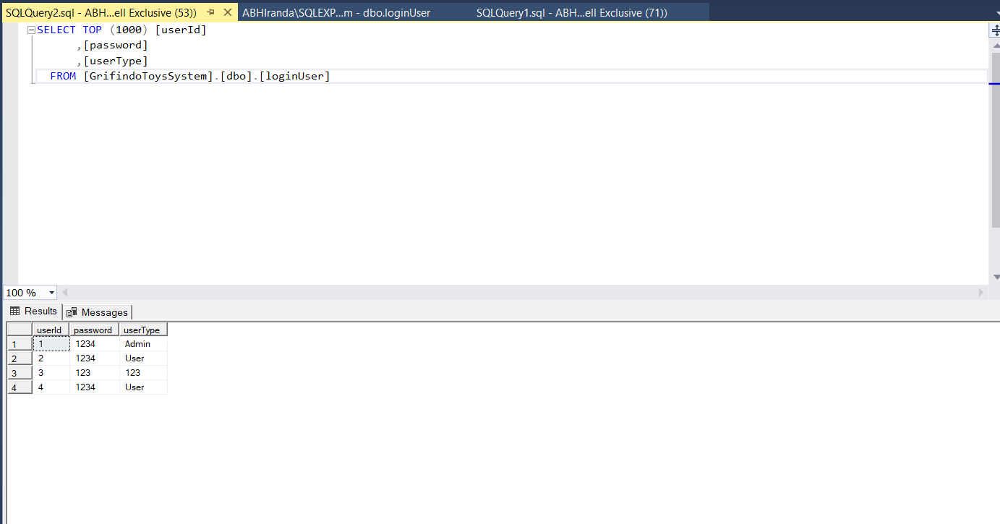 SQLQuery2.sql - ABH...ell Exclusive (53)) ABHIranda\SQLEXP...m - dbo.loginUser SQLQuery1.sql - ABH...ell Exclusive (71))
SELECT TOP (1000) [userId]
,[password]
,[userType]
FROM [GrifindoToysSystem].[dbo].[loginUser]
100 %
Results Messages
userId password userType
1 1 1234 Admin
2 2 1234 User
3 3 123 123
4 4 1234 User